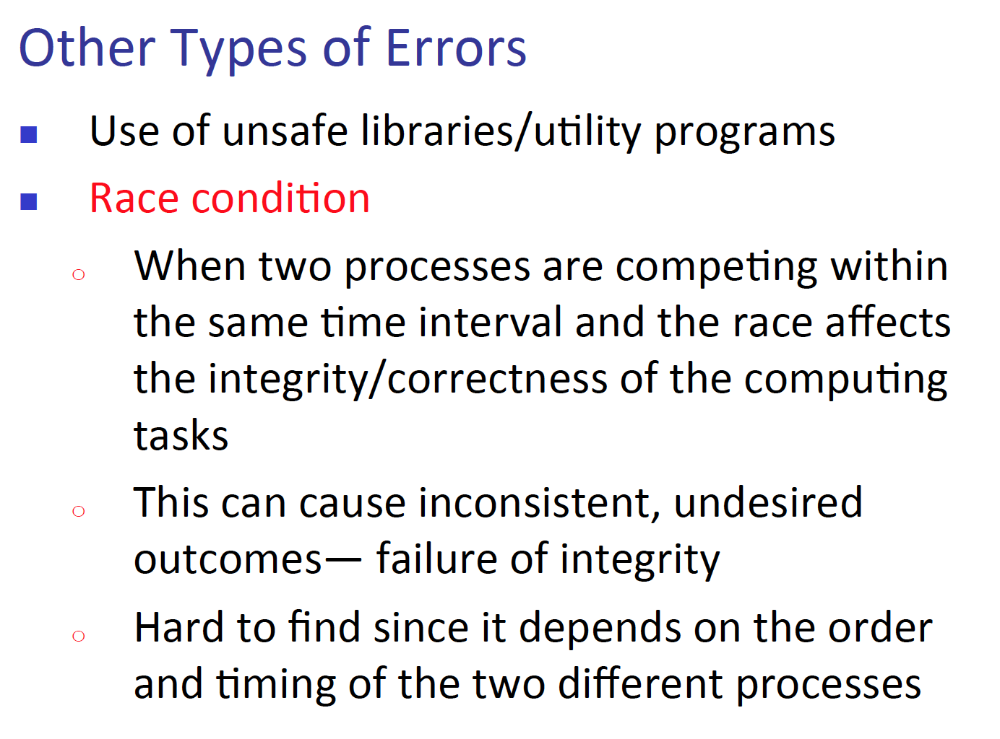 Other Types of Errors
Use of unsafe libraries/utility programs
Race condition
When two processes are competing within
the same time interval and the race affects
the integrity/correctness of the computing
tasks
This can cause inconsistent, undesired
outcomes— failure of integrity
Hard to find since it depends on the order
and timing of the two different processes